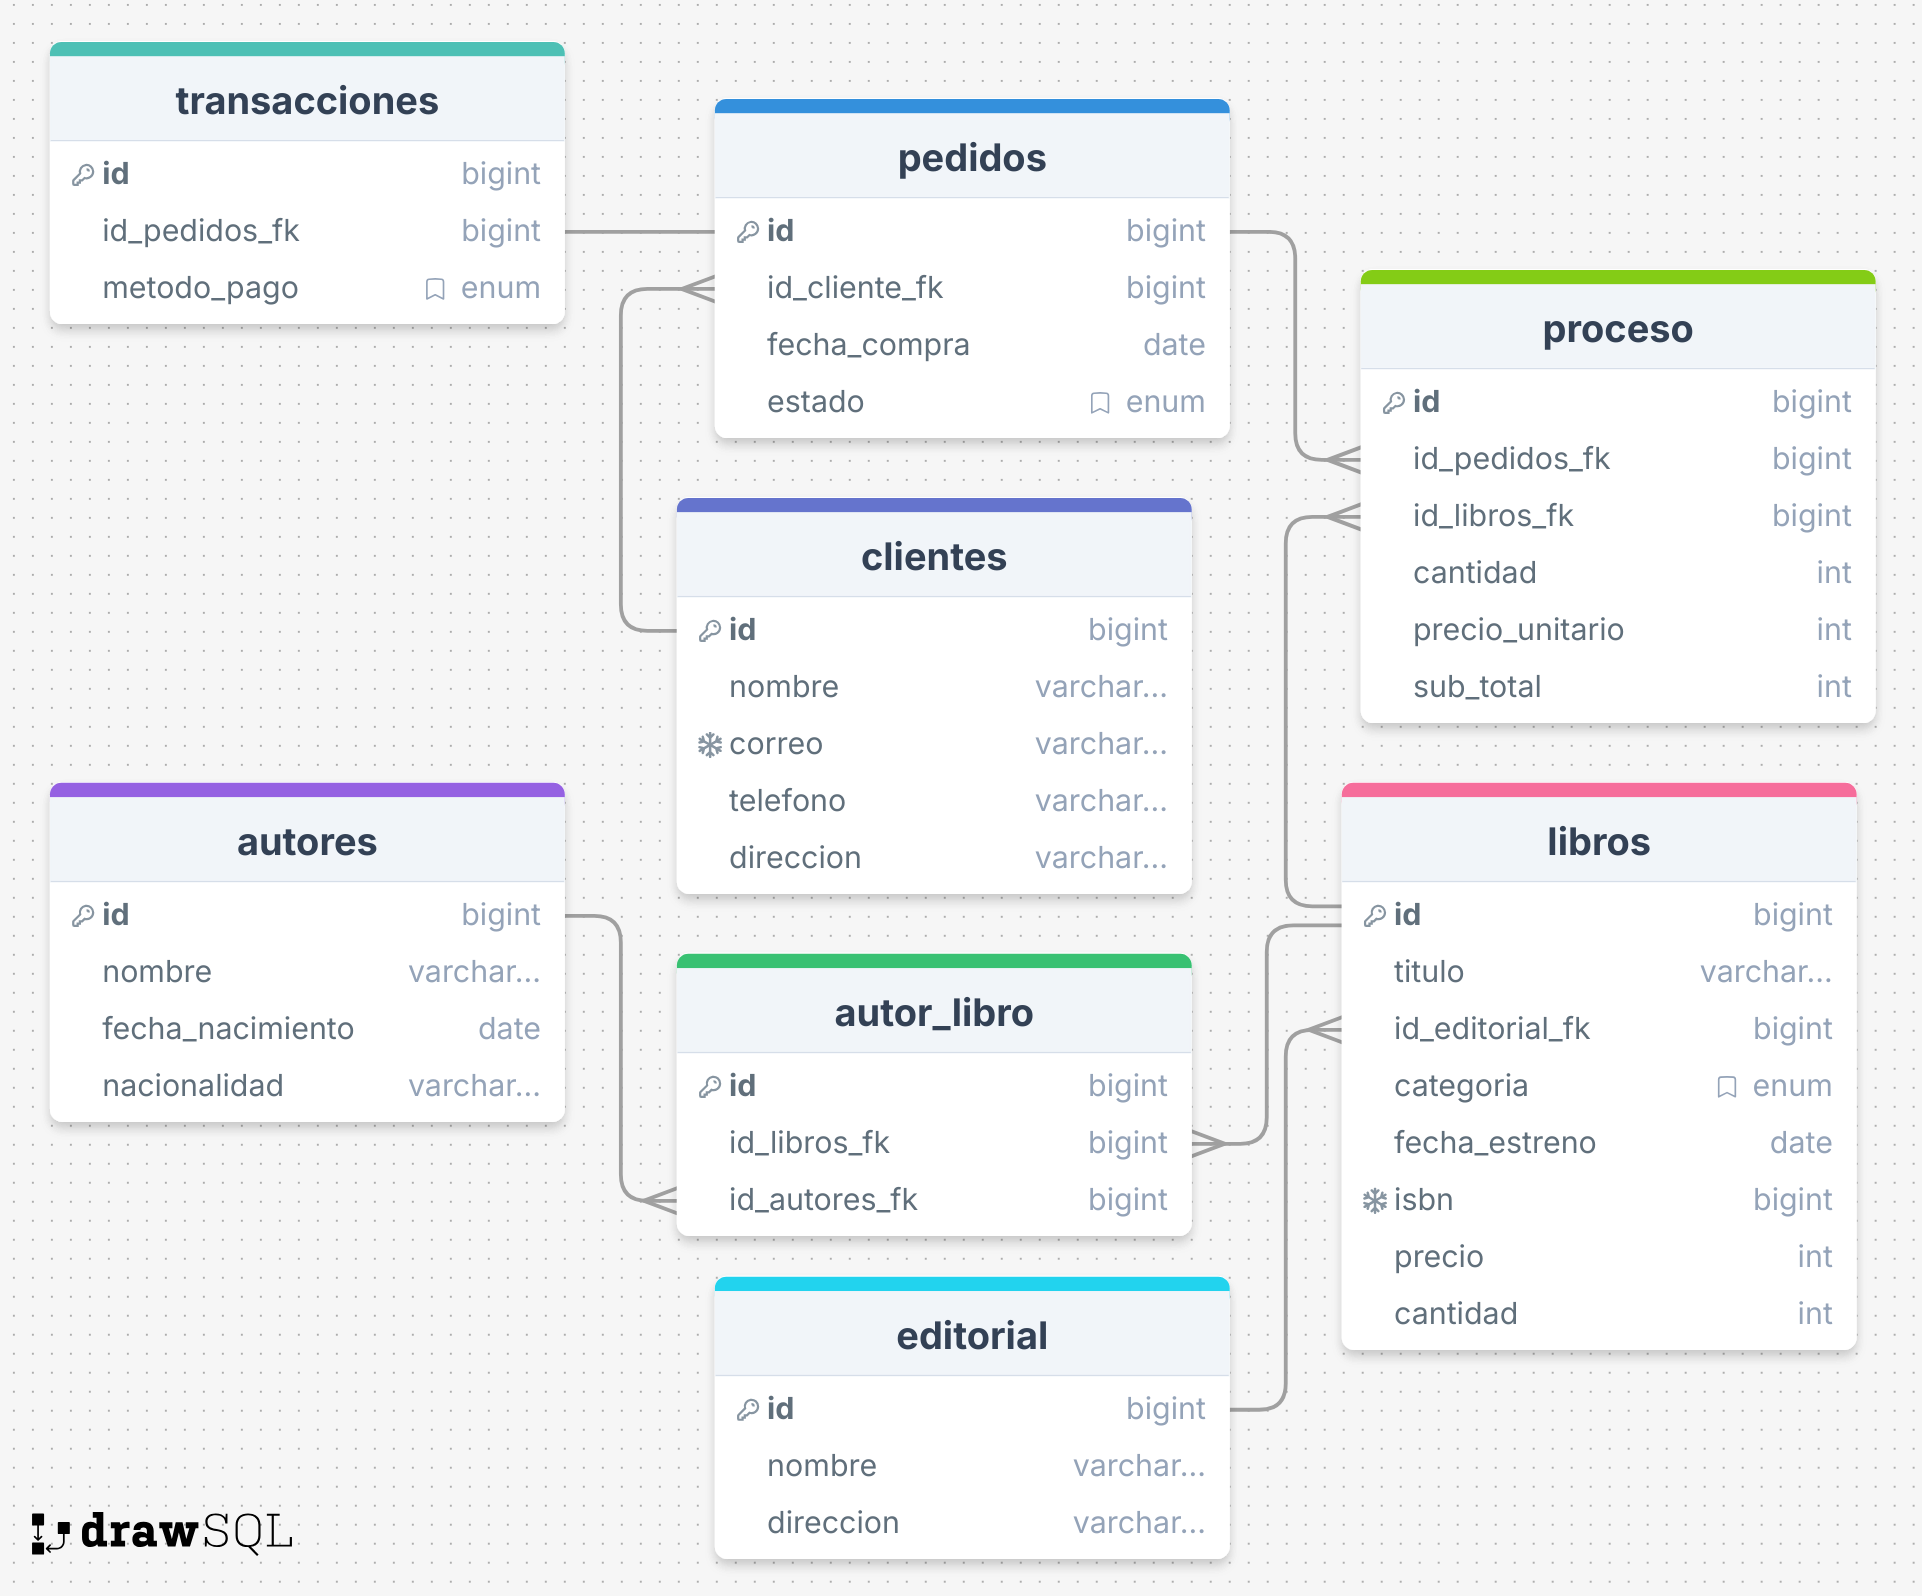 transacciones
id bigint
id_pedidos_fk bigint
metodo_pago enum
pedidos
id bigint
id_cliente_fk bigint
fecha_compra date
estado enum
proceso
id bigint
id_pedidos_fk bigint
id_libros_fk bigint
cantidad int
precio_unitario int
sub_total int
clientes
id bigint
nombre varchar...
correo varchar...
telefono varchar...
direccion varchar...
autores
id bigint
nombre varchar...
fecha_nacimiento date
nacionalidad varchar...
autor_libro
id bigint
id_libros_fk bigint
id_autores_fk bigint
libros
id bigint
titulo varchar...
id_editorial_fk bigint
categoria enum
fecha_estreno date
isbn bigint
precio int
cantidad int
editorial
id bigint
nombre varchar...
direccion varchar...
drawSQL